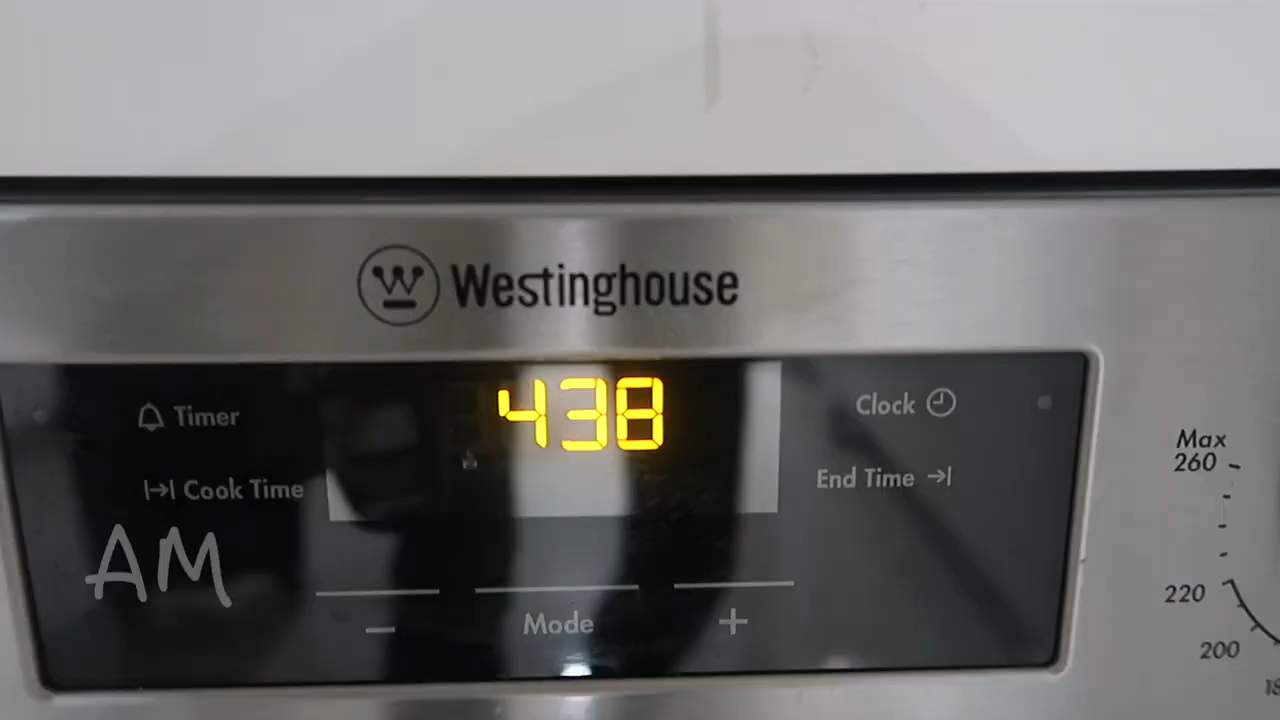 Westinghouse
438
Timer
Clock
Cook Time
End Time
AM
− Mode +
Max
260
220
200